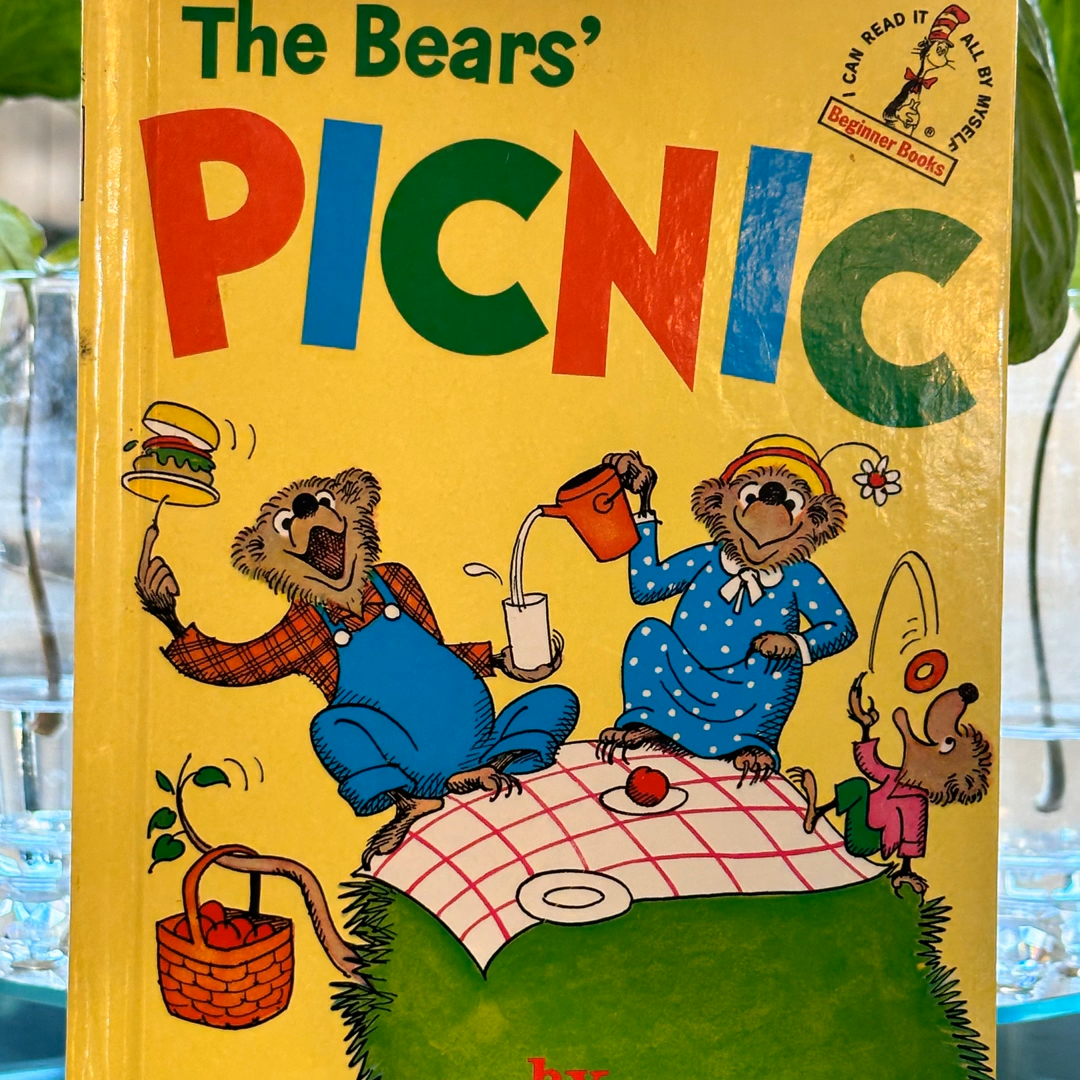 The Bears'
PICNIC
I CAN READ IT ALL BY MYSELF
Beginner Books
®
by